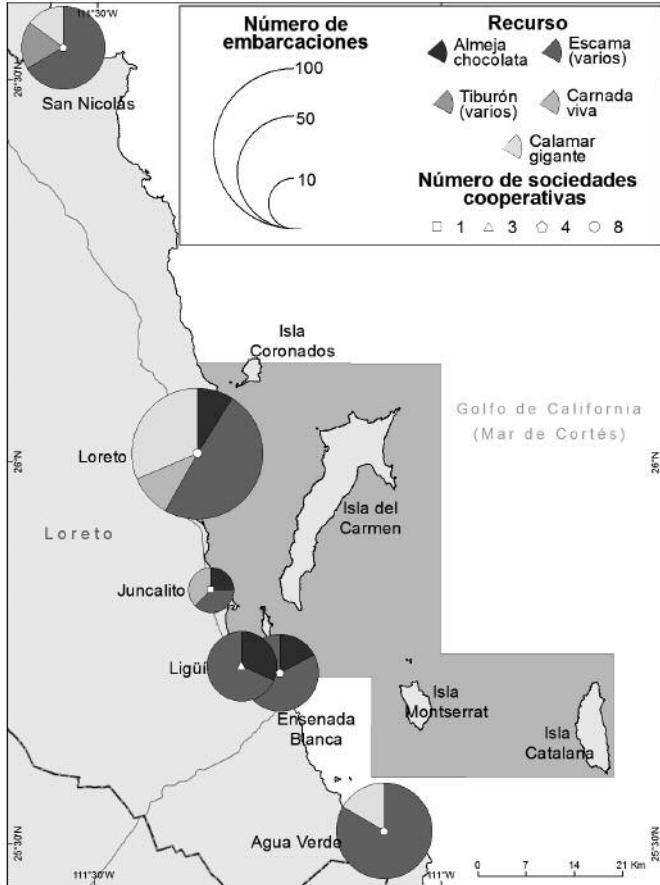 111°30'W
Número de
embarcaciones
100
50
10
Recurso
Almeja
chocolata
Escama
(varios)
Tiburón
(varios)
Carnada
viva
Calamar
gigante
Número de sociedades
cooperativas
1 3 4 8
26°30'N
26°30'N
San Nicolás
Isla
Coronados
Golfo de California
(Mar de Cortés)
Loreto
26°N
26°N
Isla del
Carmen
Loreto
Juncalito
Ligüí
Ensenada
Blanca
Isla
Montserrat
Isla
Catalana
Agua Verde
25°30'N
25°30'N
0 7 14 21 Km
111°30'W
111°W